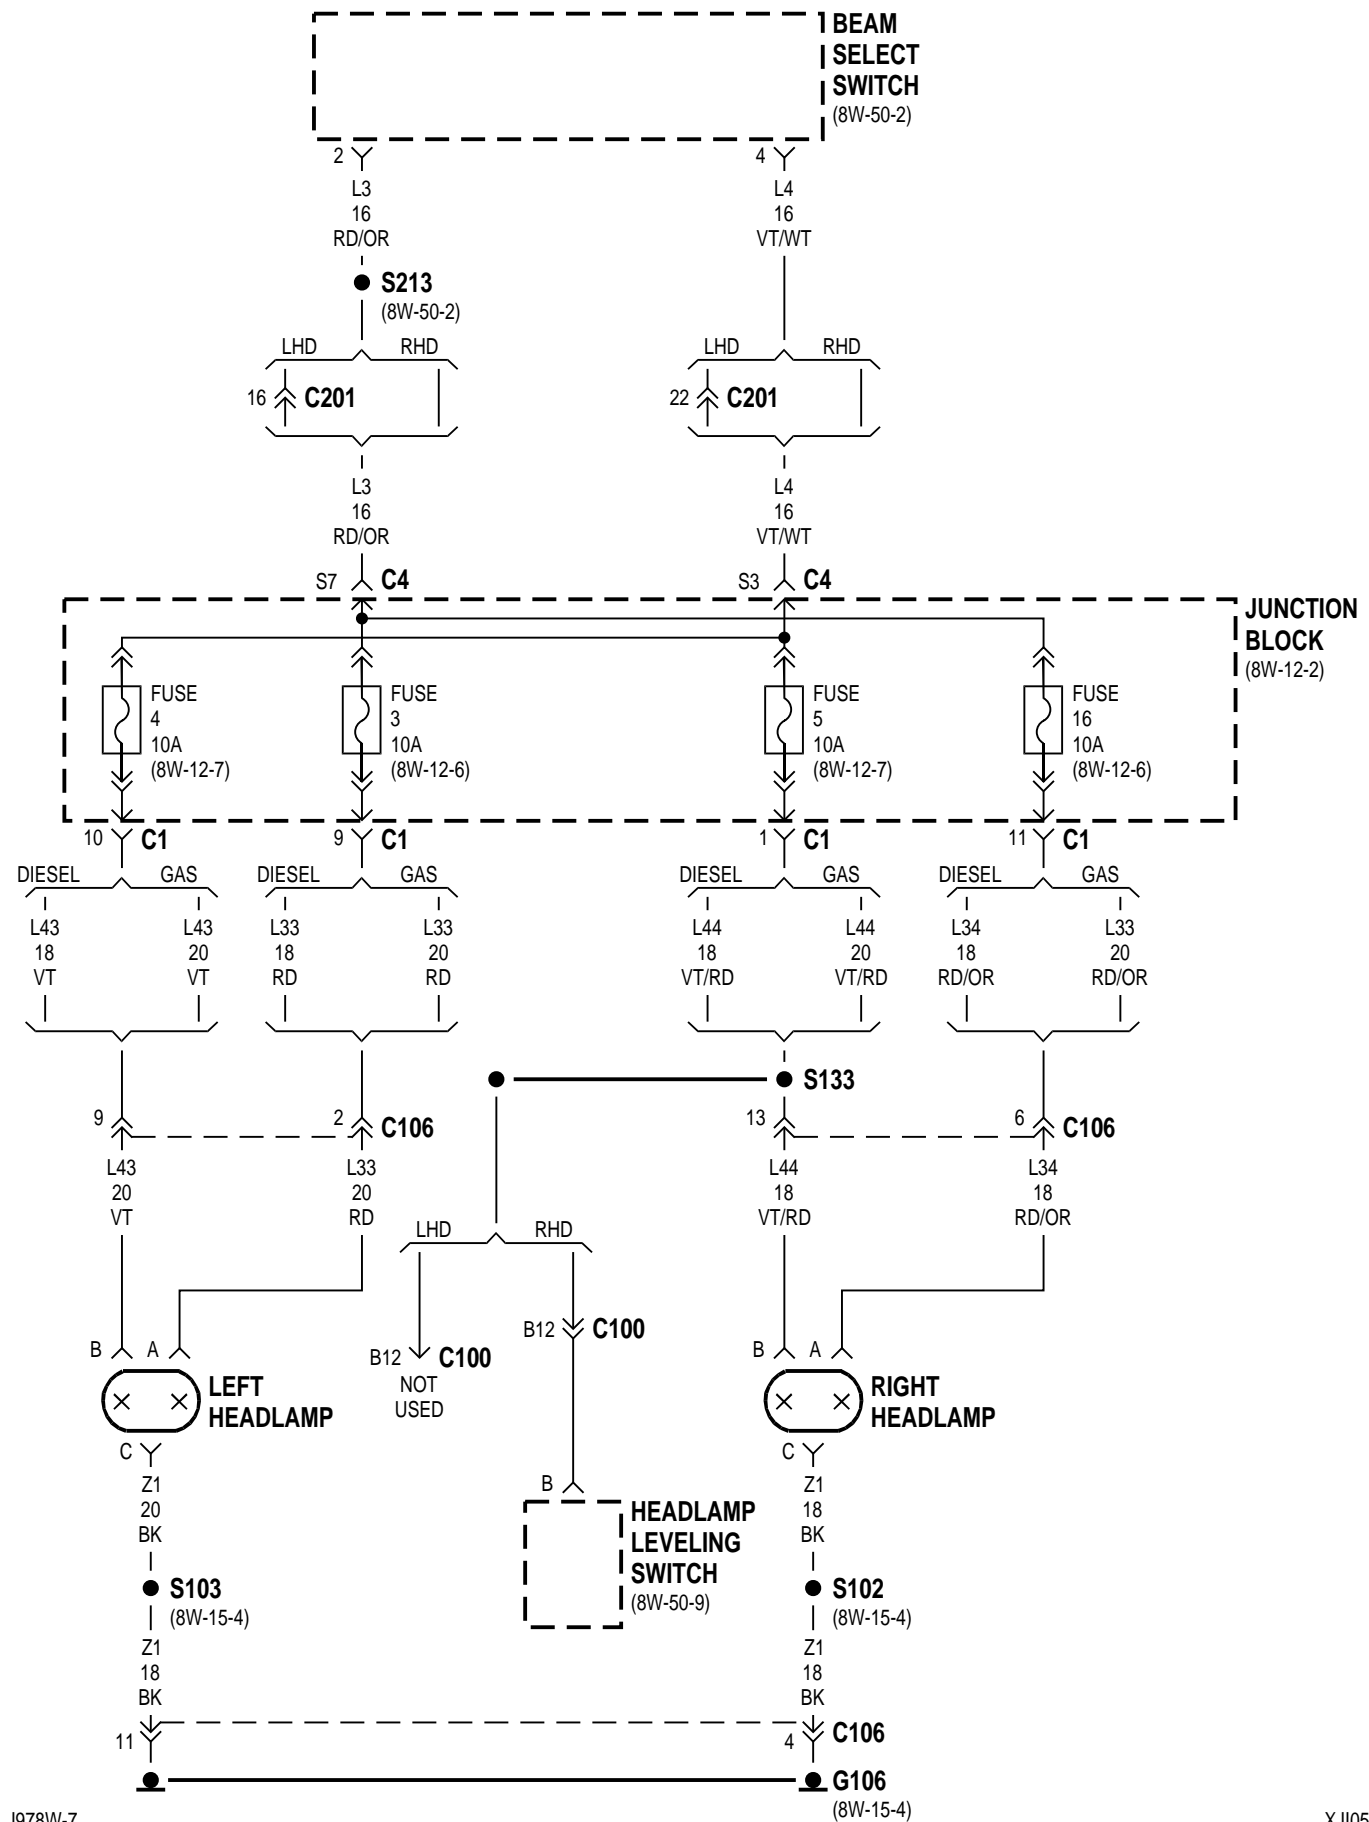 BEAM
SELECT
SWITCH
(8W-50-2)
2
4
L3
16
RD/OR
L4
16
VT/WT
S213
(8W-50-2)
LHD
RHD
LHD
RHD
16
C201
22
C201
L3
16
RD/OR
L4
16
VT/WT
S7
C4
S3
C4
JUNCTION
BLOCK
(8W-12-2)
FUSE
4
10A
(8W-12-7)
FUSE
3
10A
(8W-12-6)
FUSE
5
10A
(8W-12-7)
FUSE
16
10A
(8W-12-6)
10
C1
9
C1
1
C1
11
C1
DIESEL
GAS
DIESEL
GAS
DIESEL
GAS
DIESEL
GAS
L43
18
VT
L43
20
VT
L33
18
RD
L33
20
RD
L44
18
VT/RD
L44
20
VT/RD
L34
18
RD/OR
L33
20
RD/OR
S133
9
2
C106
13
6
C106
L43
20
VT
L33
20
RD
L44
18
VT/RD
L34
18
RD/OR
LHD
RHD
B12
C100
NOT
USED
B12
C100
B
A
LEFT
HEADLAMP
B
A
RIGHT
HEADLAMP
C
Z1
20
BK
C
Z1
18
BK
B
HEADLAMP
LEVELING
SWITCH
(8W-50-9)
S103
(8W-15-4)
S102
(8W-15-4)
Z1
18
BK
Z1
18
BK
11
4
C106
G106
(8W-15-4)
J978W-7